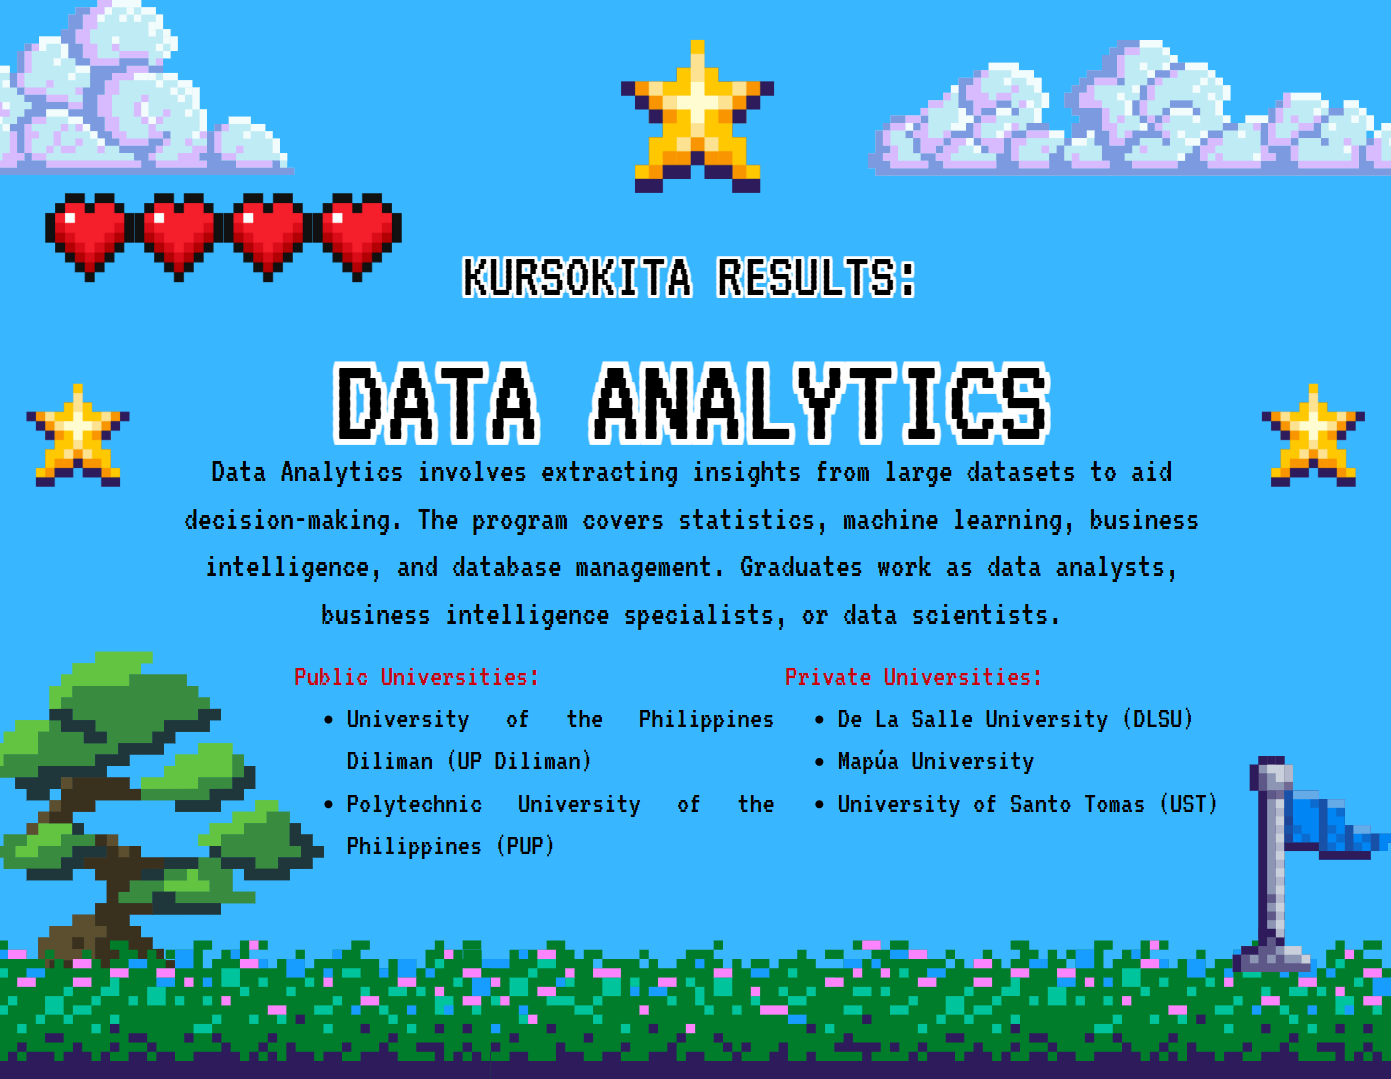 KURSOKITA RESULTS:
DATA ANALYTICS
Data Analytics involves extracting insights from large datasets to aid
decision-making. The program covers statistics, machine learning, business
intelligence, and database management. Graduates work as data analysts,
business intelligence specialists, or data scientists.
Public Universities:
• University of the Philippines
Diliman (UP Diliman)
• Polytechnic University of the
Philippines (PUP)
Private Universities:
• De La Salle University (DLSU)
• Mapúa University
• University of Santo Tomas (UST)